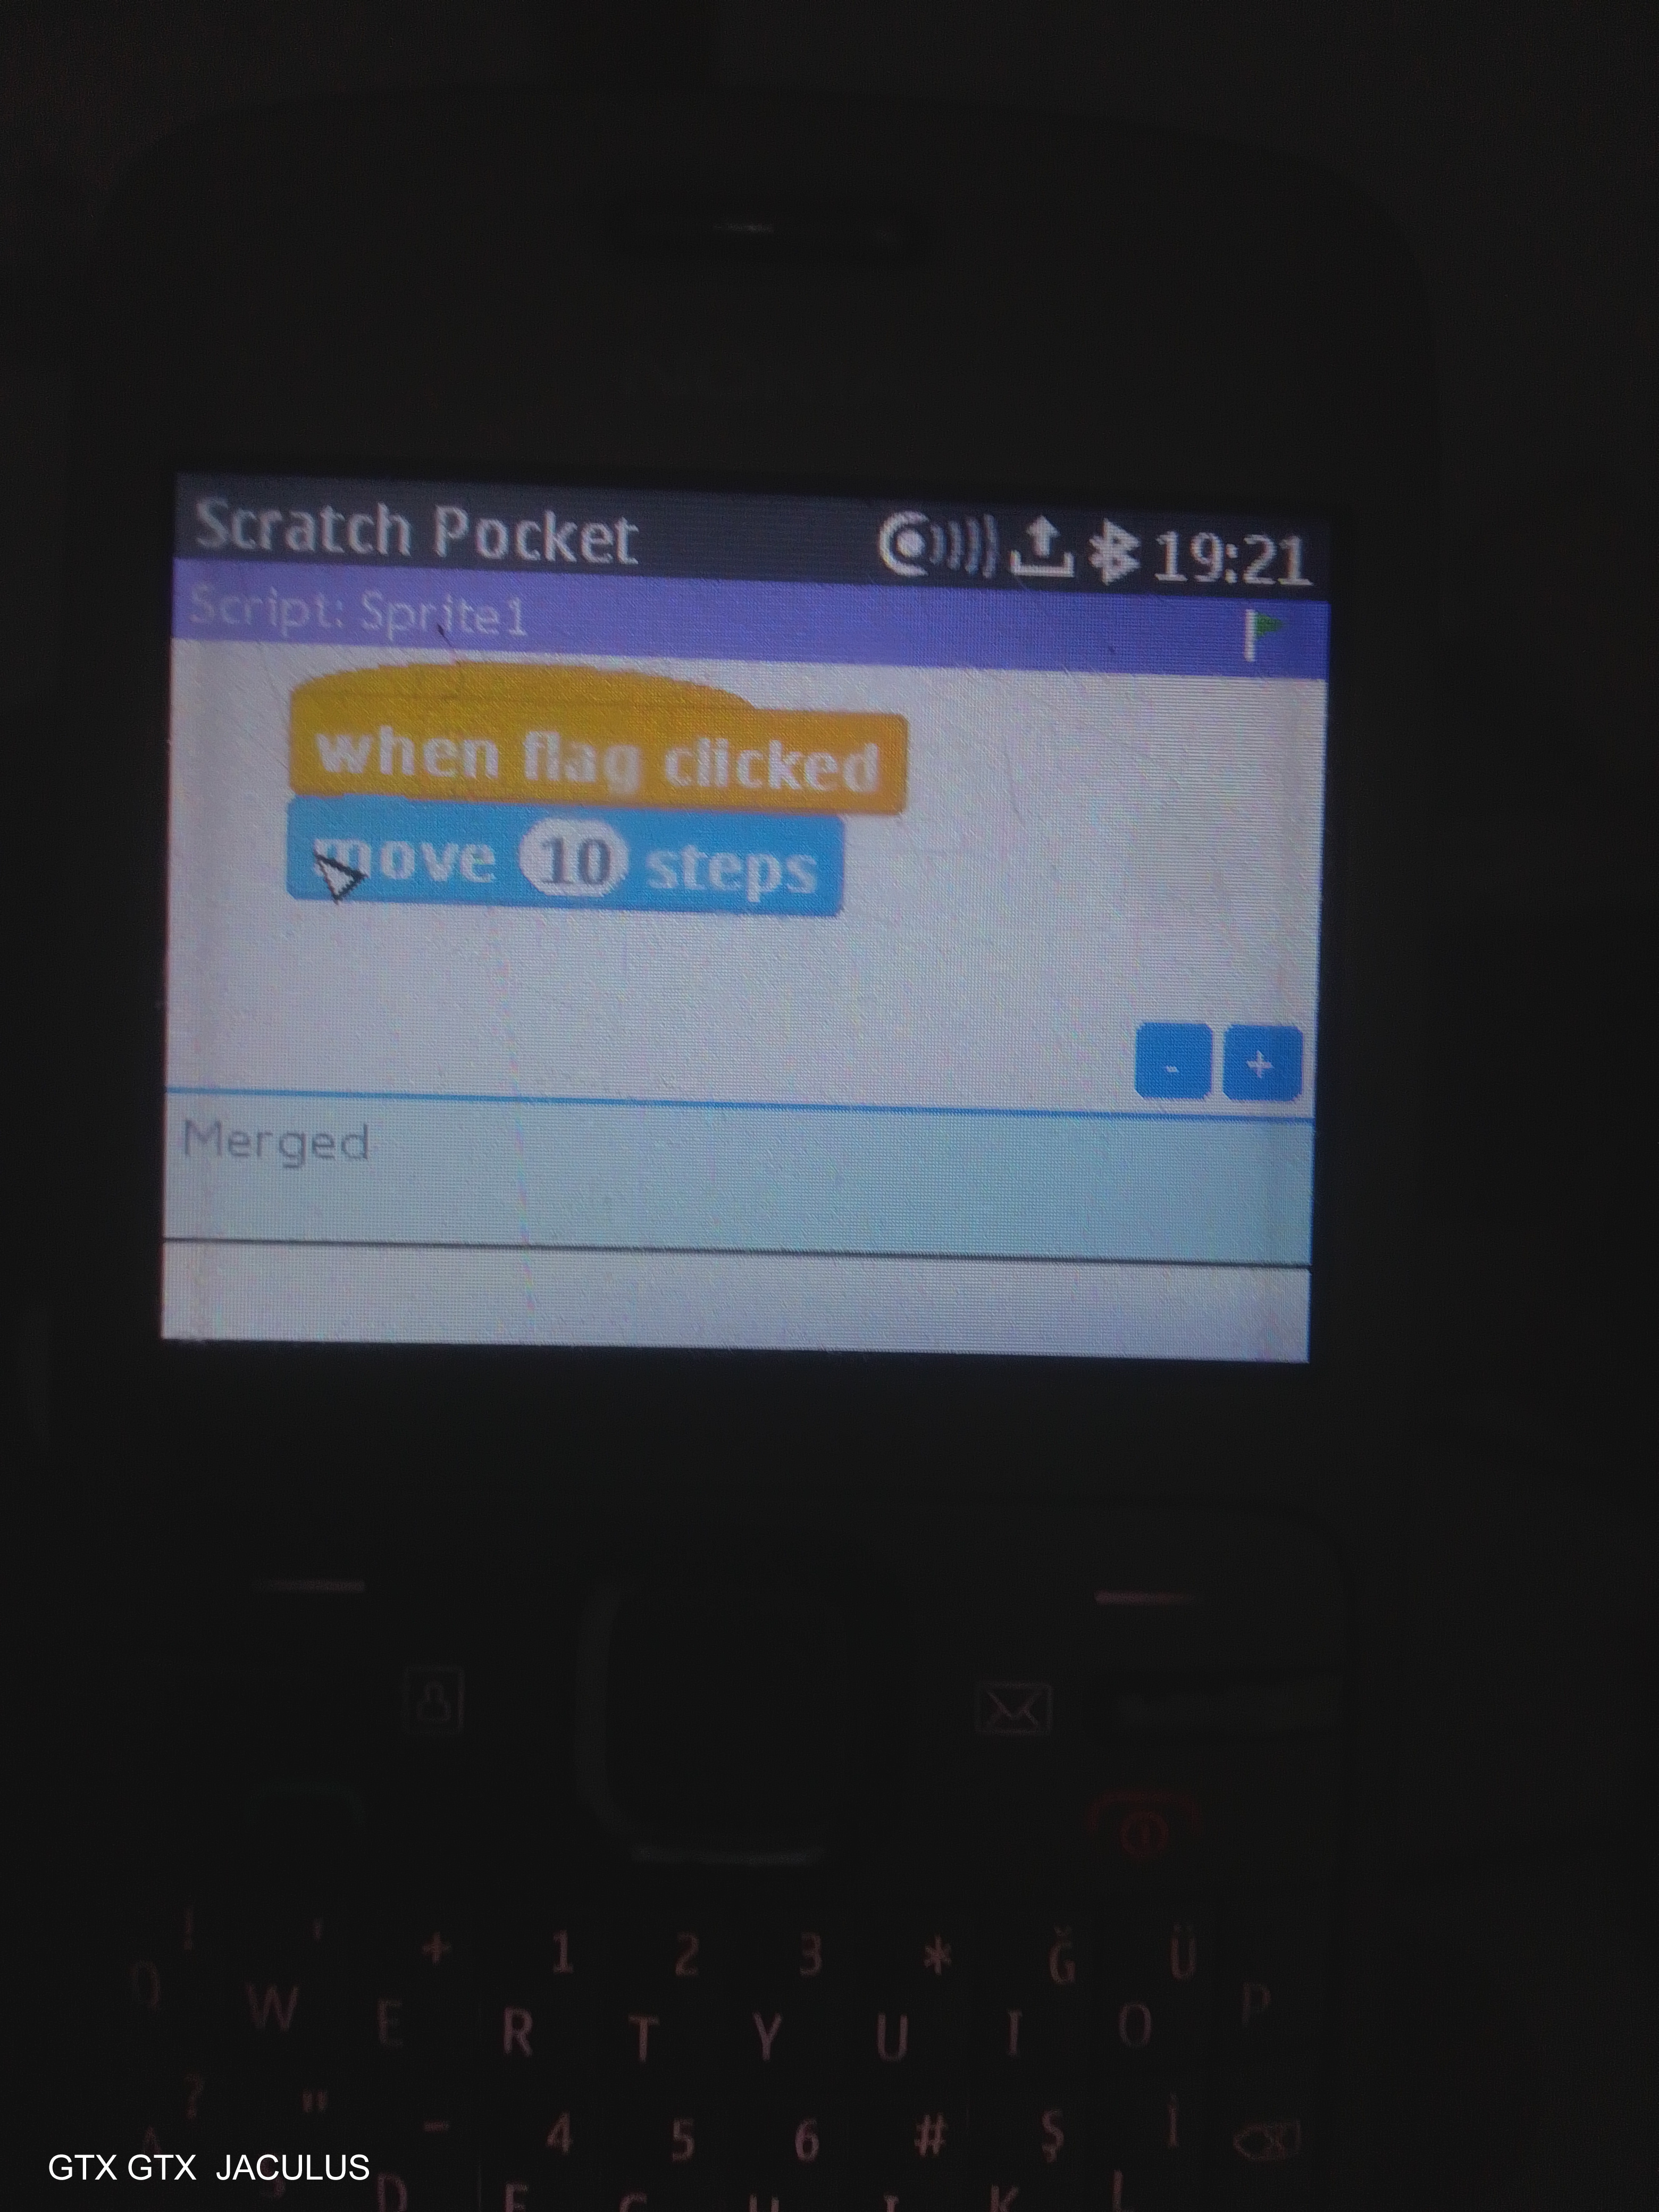 Scratch Pocket 19:21
Script: Sprite1
when flag clicked
move 10 steps
- +
Merged
! ' + 1 2 3 * Ğ Ü
Q W E R T Y U I O P
? " - 4 5 6 # Ş İ
A D F K L
GTX GTX JACULUS